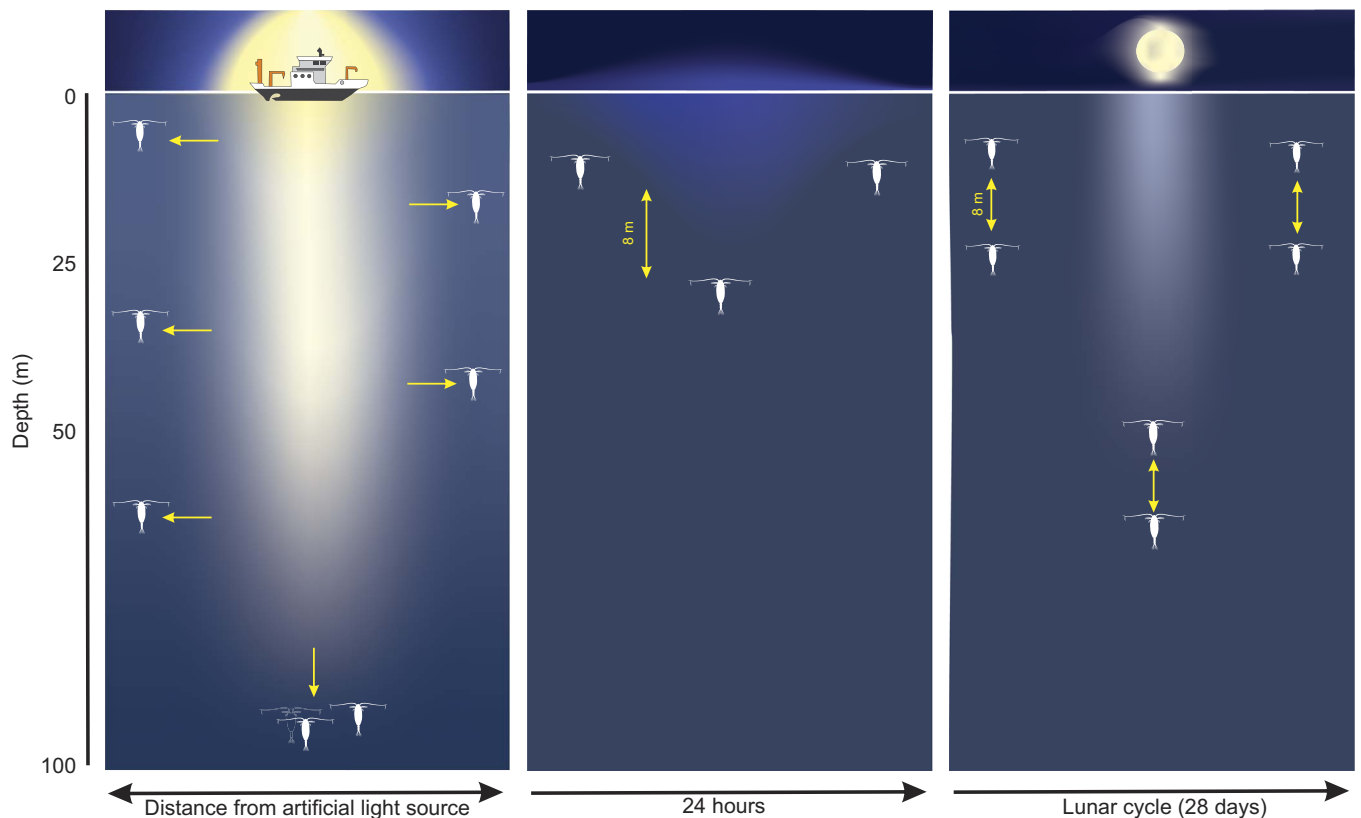 0
25
50
100
Depth (m)
8 m
8 m
Distance from artificial light source
24 hours
Lunar cycle (28 days)